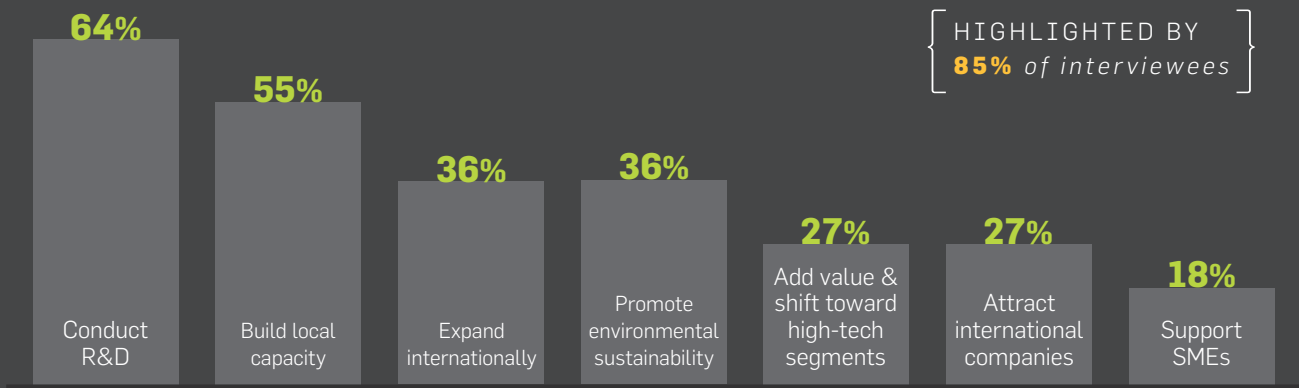 64%
Conduct
R&D
55%
Build local
capacity
36%
Expand
internationally
36%
Promote
environmental
sustainability
27%
Add value &
shift toward
high-tech
segments
27%
Attract
international
companies
18%
Support
SMEs
HIGHLIGHTED BY
85% of interviewees